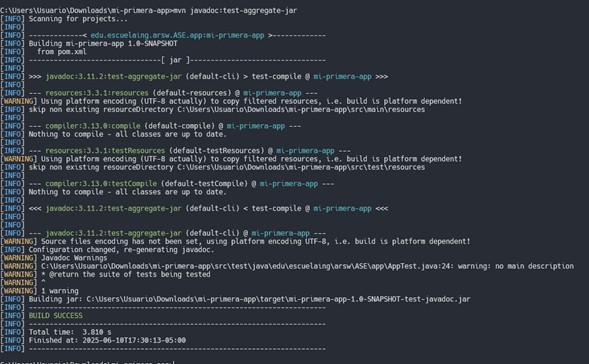 C:\Users\Usuario\Downloads\mi-primera-app>mvn javadoc:test-aggregate-jar
[INFO] Scanning for projects...
[INFO]
[INFO] -------------< edu.escuelaing.arsw.ASE.app:mi-primera-app >-------------
[INFO] Building mi-primera-app 1.0-SNAPSHOT
[INFO]   from pom.xml
[INFO] --------------------------------[ jar ]---------------------------------
[INFO]
[INFO] >>> javadoc:3.11.2:test-aggregate-jar (default-cli) > test-compile @ mi-primera-app >>>
[INFO]
[INFO] --- resources:3.3.1:resources (default-resources) @ mi-primera-app ---
[WARNING] Using platform encoding (UTF-8 actually) to copy filtered resources, i.e. build is platform dependent!
[INFO] skip non existing resourceDirectory C:\Users\Usuario\Downloads\mi-primera-app\src\main\resources
[INFO]
[INFO] --- compiler:3.13.0:compile (default-compile) @ mi-primera-app ---
[INFO] Nothing to compile - all classes are up to date.
[INFO]
[INFO] --- resources:3.3.1:testResources (default-testResources) @ mi-primera-app ---
[WARNING] Using platform encoding (UTF-8 actually) to copy filtered resources, i.e. build is platform dependent!
[INFO] skip non existing resourceDirectory C:\Users\Usuario\Downloads\mi-primera-app\src\test\resources
[INFO]
[INFO] --- compiler:3.13.0:testCompile (default-testCompile) @ mi-primera-app ---
[INFO] Nothing to compile - all classes are up to date.
[INFO]
[INFO] <<< javadoc:3.11.2:test-aggregate-jar (default-cli) < test-compile @ mi-primera-app <<<
[INFO]
[INFO]
[INFO] --- javadoc:3.11.2:test-aggregate-jar (default-cli) @ mi-primera-app ---
[WARNING] Source files encoding has not been set, using platform encoding UTF-8, i.e. build is platform dependent!
[INFO] Configuration changed, re-generating javadoc.
[WARNING] Javadoc Warnings
[WARNING] C:\Users\Usuario\Downloads\mi-primera-app\src\test\java\edu\escuelaing\arsw\ASE\app\AppTest.java:24: warning: no main description
[WARNING] * @return the suite of tests being tested
[WARNING] ^
[WARNING] 1 warning
[INFO] Building jar: C:\Users\Usuario\Downloads\mi-primera-app\target\mi-primera-app-1.0-SNAPSHOT-test-javadoc.jar
[INFO] ------------------------------------------------------------------------
[INFO] BUILD SUCCESS
[INFO] ------------------------------------------------------------------------
[INFO] Total time:  3.810 s
[INFO] Finished at: 2025-06-10T17:30:13-05:00
[INFO] ------------------------------------------------------------------------